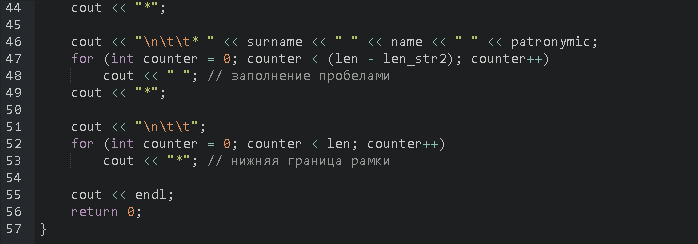 44 cout << "*";
45
46 cout << "\n\t\t* " << surname << " " << name << " " << patronymic;
47 for (int counter = 0; counter < (len - len_str2); counter++)
48 cout << " "; // заполнение пробелами
49 cout << "*";
50
51 cout << "\n\t\t";
52 for (int counter = 0; counter < len; counter++)
53 cout << "*"; // нижняя граница рамки
54
55 cout << endl;
56 return 0;
57 }